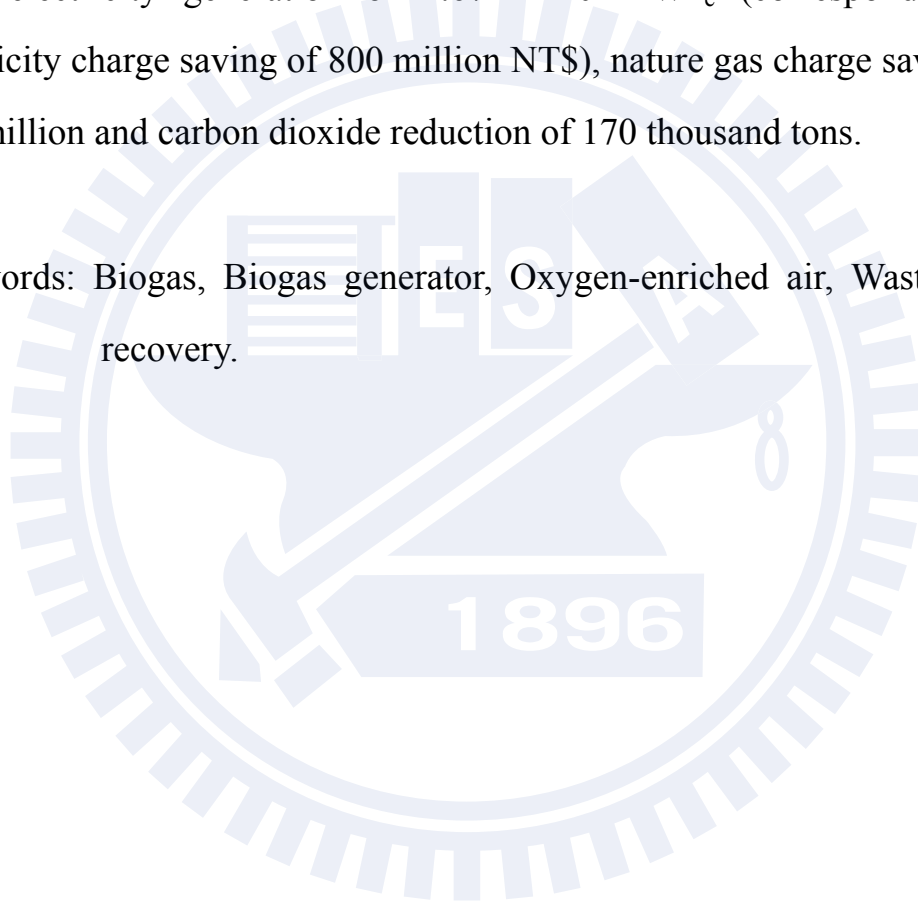 icity charge saving of 800 million NT$), nature gas charge sav
nillion and carbon dioxide reduction of 170 thousand tons.
ords: Biogas, Biogas generator, Oxygen-enriched air, Wast
recovery.
E S A
1896